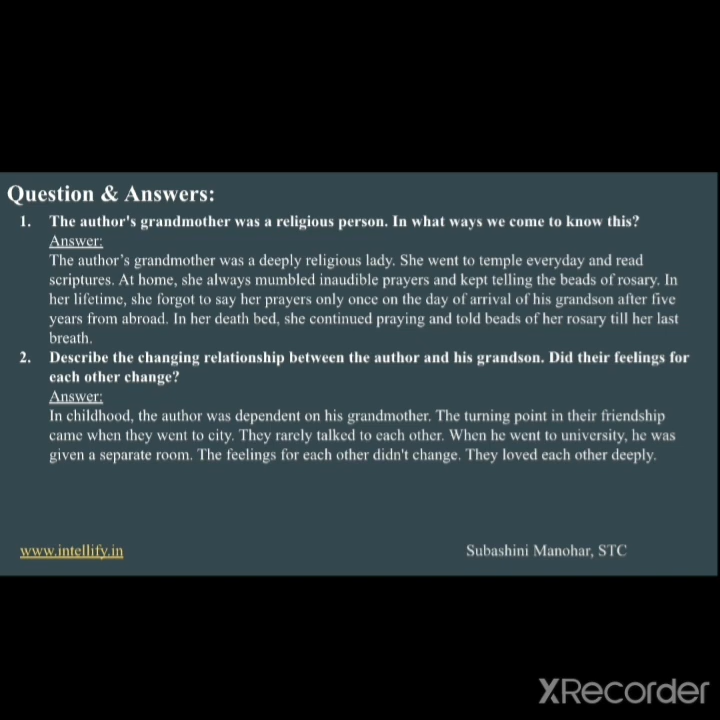 Question & Answers:
1. The author's grandmother was a religious person. In what ways we come to know this?
Answer:
The author's grandmother was a deeply religious lady. She went to temple everyday and read
scriptures. At home, she always mumbled inaudible prayers and kept telling the beads of rosary. In
her lifetime, she forgot to say her prayers only once on the day of arrival of his grandson after five
years from abroad. In her death bed, she continued praying and told beads of her rosary till her last
breath.
2. Describe the changing relationship between the author and his grandson. Did their feelings for
each other change?
Answer:
In childhood, the author was dependent on his grandmother. The turning point in their friendship
came when they went to city. They rarely talked to each other. When he went to university, he was
given a separate room. The feelings for each other didn't change. They loved each other deeply.
www.intellify.in
Subashini Manohar, STC
XRecorder